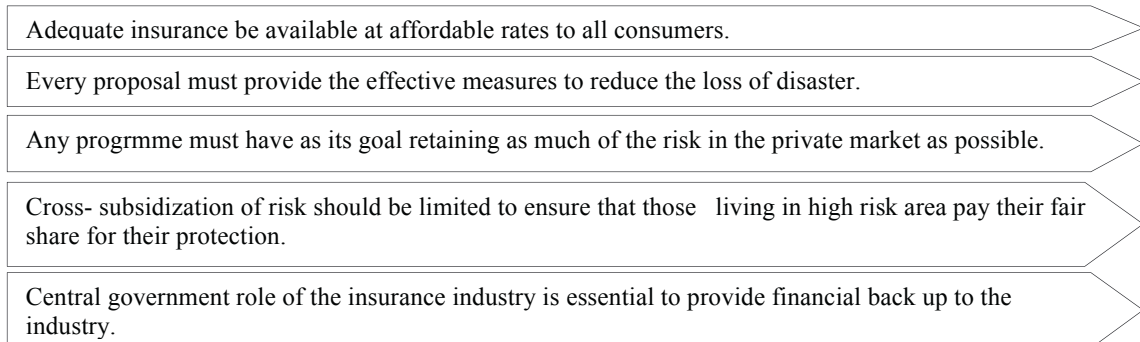 Adequate insurance be available at affordable rates to all consumers.
Every proposal must provide the effective measures to reduce the loss of disaster.
Any progrmme must have as its goal retaining as much of the risk in the private market as possible.
Cross- subsidization of risk should be limited to ensure that those living in high risk area pay their fair
share for their protection.
Central government role of the insurance industry is essential to provide financial back up to the
industry.